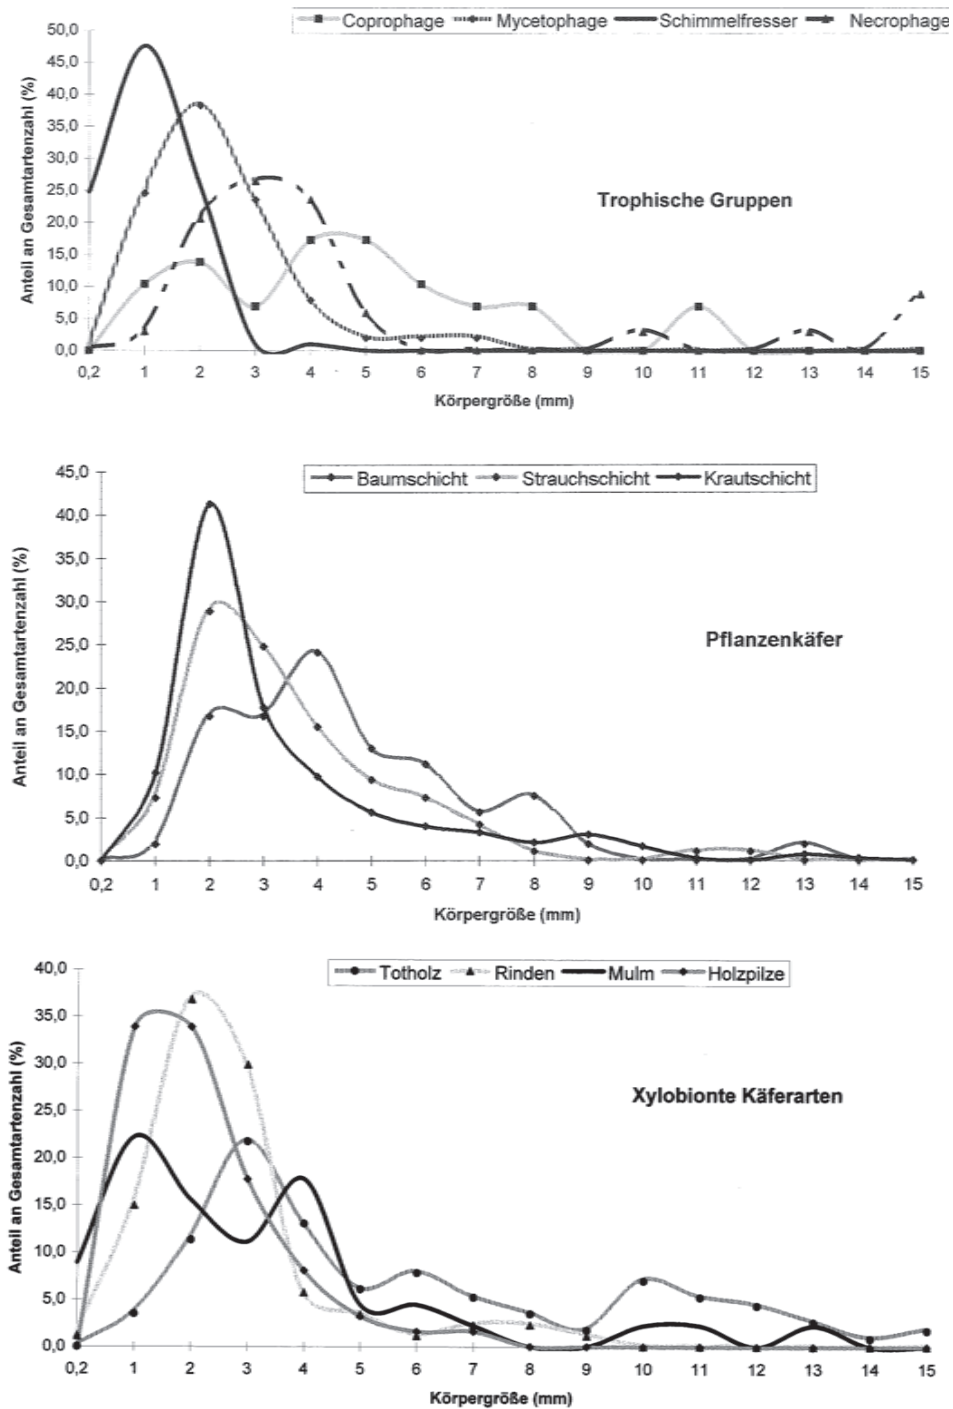 Coprophage Mycetophage Schimmelfresser Necrophage
50,0
45,0
40,0
35,0
30,0
25,0
20,0
15,0
10,0
5,0
0,0
Anteil an Gesamtartenzahl (%)
Trophische Gruppen
0,2 1 2 3 4 5 6 7 8 9 10 11 12 13 14 15
Körpergröße (mm)
Baumschicht Strauchschicht Krautschicht
45,0
40,0
35,0
30,0
25,0
20,0
15,0
10,0
5,0
0,0
Anteil an Gesamtartenzahl (%)
Pflanzenkäfer
0,2 1 2 3 4 5 6 7 8 9 10 11 12 13 14 15
Körpergröße (mm)
Totholz Rinden Mulm Holzpilze
40,0
35,0
30,0
25,0
20,0
15,0
10,0
5,0
0,0
Anteil an Gesamtartenzahl (%)
Xylobionte Käferarten
0,2 1 2 3 4 5 6 7 8 9 10 11 12 13 14 15
Körpergröße (mm)